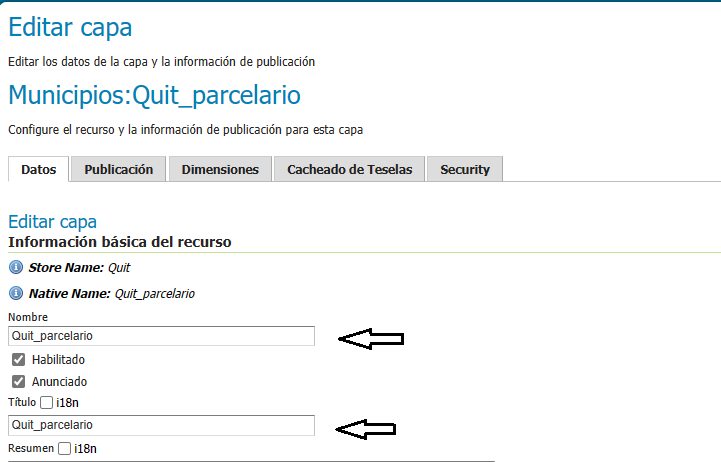 Editar capa
Editar los datos de la capa y la información de publicación
Municipios:Quit_parcelario
Configure el recurso y la información de publicación para esta capa
Datos Publicación Dimensiones Cacheado de Teselas Security
Editar capa
Información básica del recurso
Store Name: Quit
Native Name: Quit_parcelario
Nombre
Quit_parcelario
Habilitado
Anunciado
Título i18n
Quit_parcelario
Resumen i18n